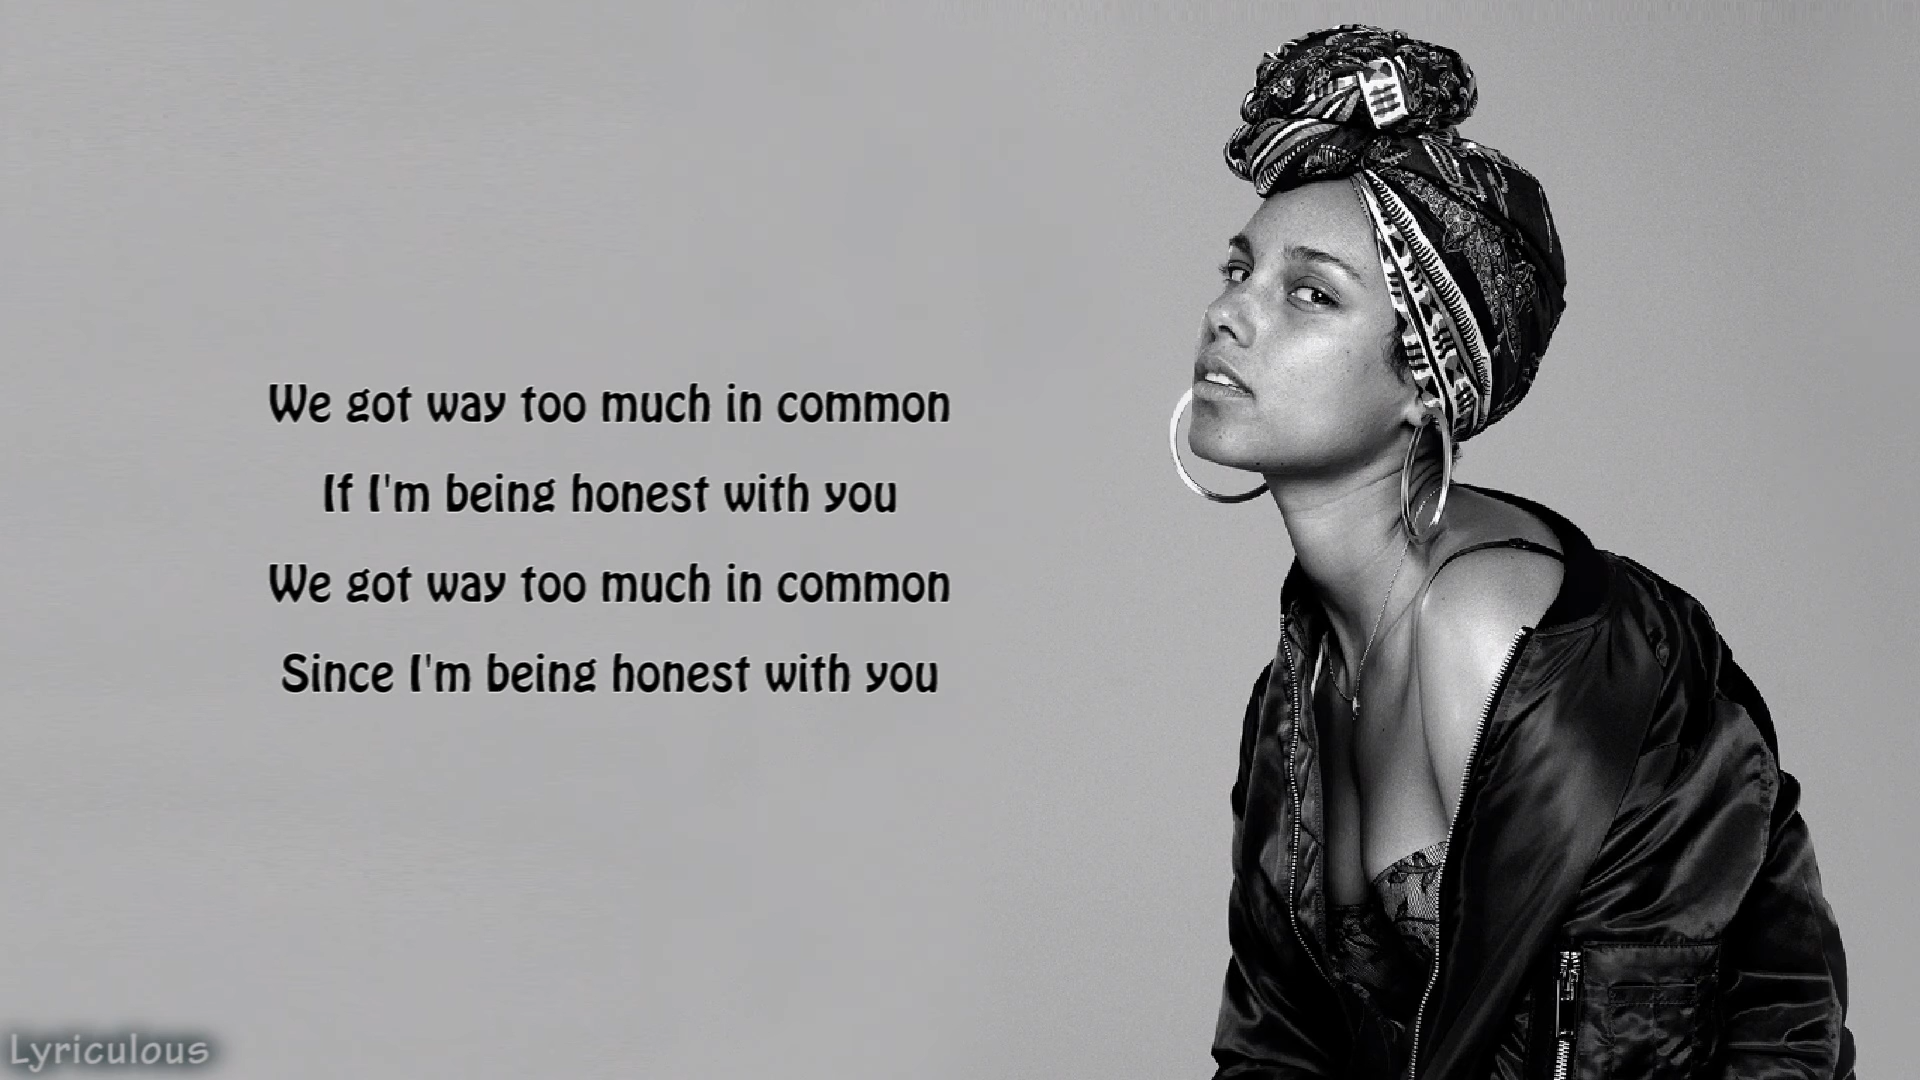 We got way too much in common
If I'm being honest with you
We got way too much in common
Since I'm being honest with you
Lyriculous